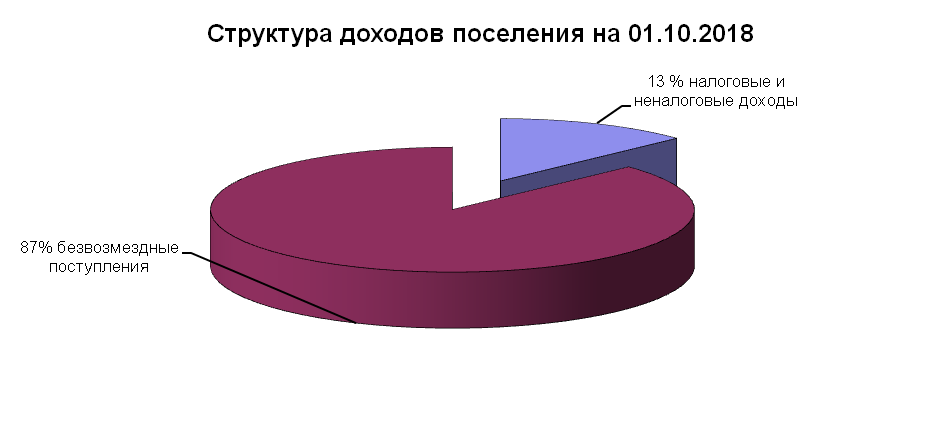 Структура доходов поселения на 01.10.2018
13 % налоговые и
неналоговые доходы
87% безвозмездные
поступления